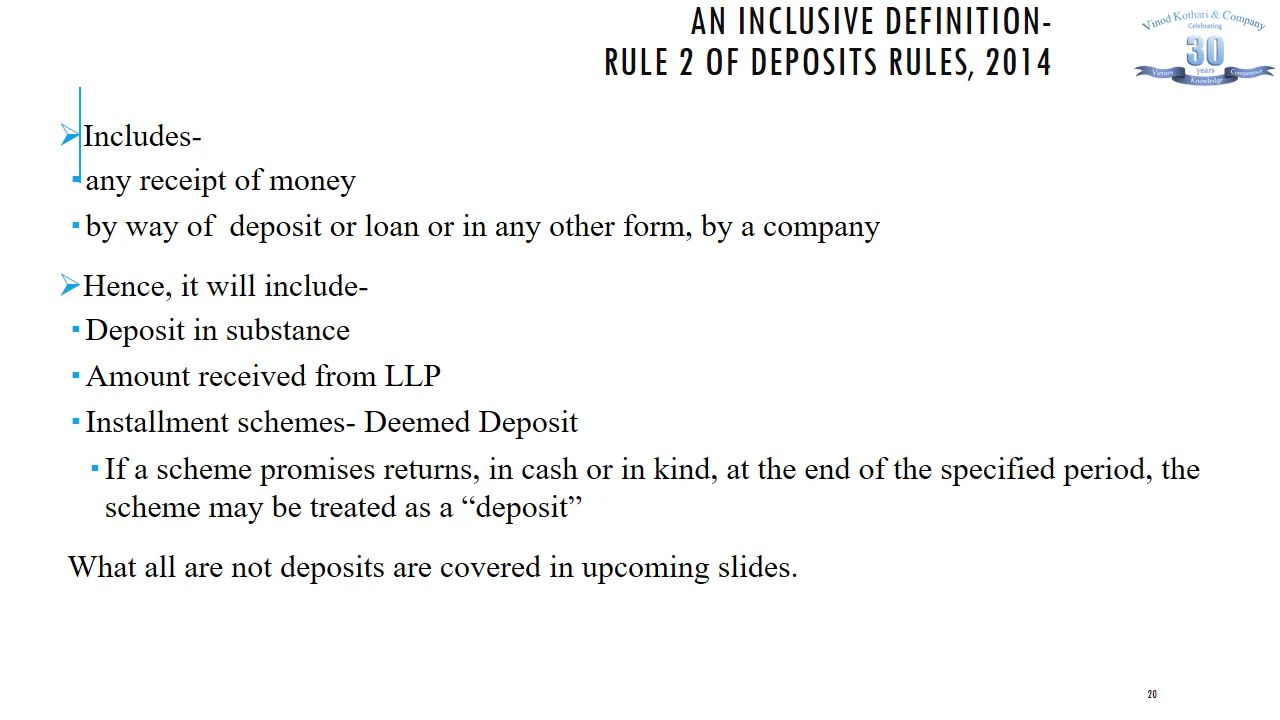 AN INCLUSIVE DEFINITION-
RULE 2 OF DEPOSITS RULES, 2014
Vinod Kothari & Company
Celebrating
30
years
Virtues
Knowledge
Competence
Includes-
any receipt of money
by way of  deposit or loan or in any other form, by a company
Hence, it will include-
Deposit in substance
Amount received from LLP
Installment schemes- Deemed Deposit
If a scheme promises returns, in cash or in kind, at the end of the specified period, the
scheme may be treated as a “deposit”
What all are not deposits are covered in upcoming slides.
20